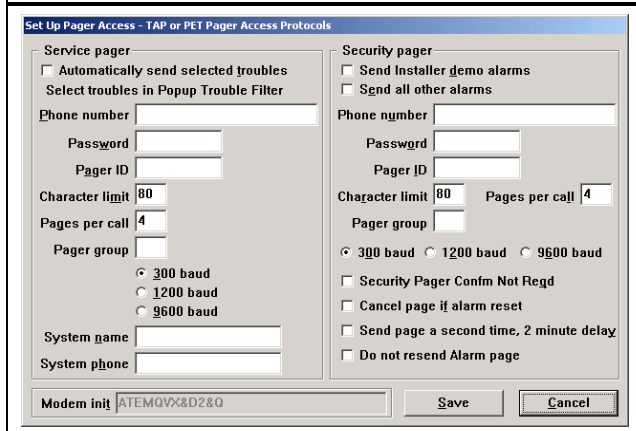 Set Up Pager Access - TAP or PET Pager Access Protocols
Service pager
Automatically send selected troubles
Select troubles in Popup Trouble Filter
Phone number
Password
Pager ID
Character limit 80
Pages per call 4
Pager group
300 baud
1200 baud
9600 baud
System name
System phone
Security pager
Send Installer demo alarms
Send all other alarms
Phone number
Password
Pager ID
Character limit 80 Pages per call 4
Pager group
300 baud 1200 baud 9600 baud
Security Pager Confm Not Reqd
Cancel page if alarm reset
Send page a second time, 2 minute delay
Do not resend Alarm page
Modem init ATEMQVX&D2&Q
Save Cancel